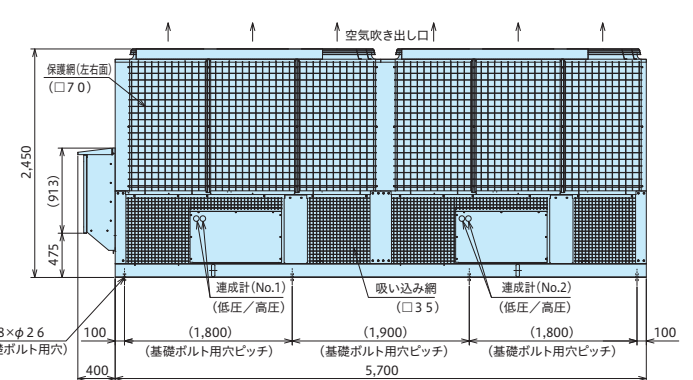 空気吹き出し口
保護網(左右面)
(□70)
2,450
(913)
475
連成計(No.1)
(低圧/高圧)
吸い込み網
(□35)
連成計(No.2)
(低圧/高圧)
×φ26
ボルト用穴)
100
(1,800)
(基礎ボルト用穴ピッチ)
(1,900)
(基礎ボルト用穴ピッチ)
(1,800)
(基礎ボルト用穴ピッチ)
100
400
5,700